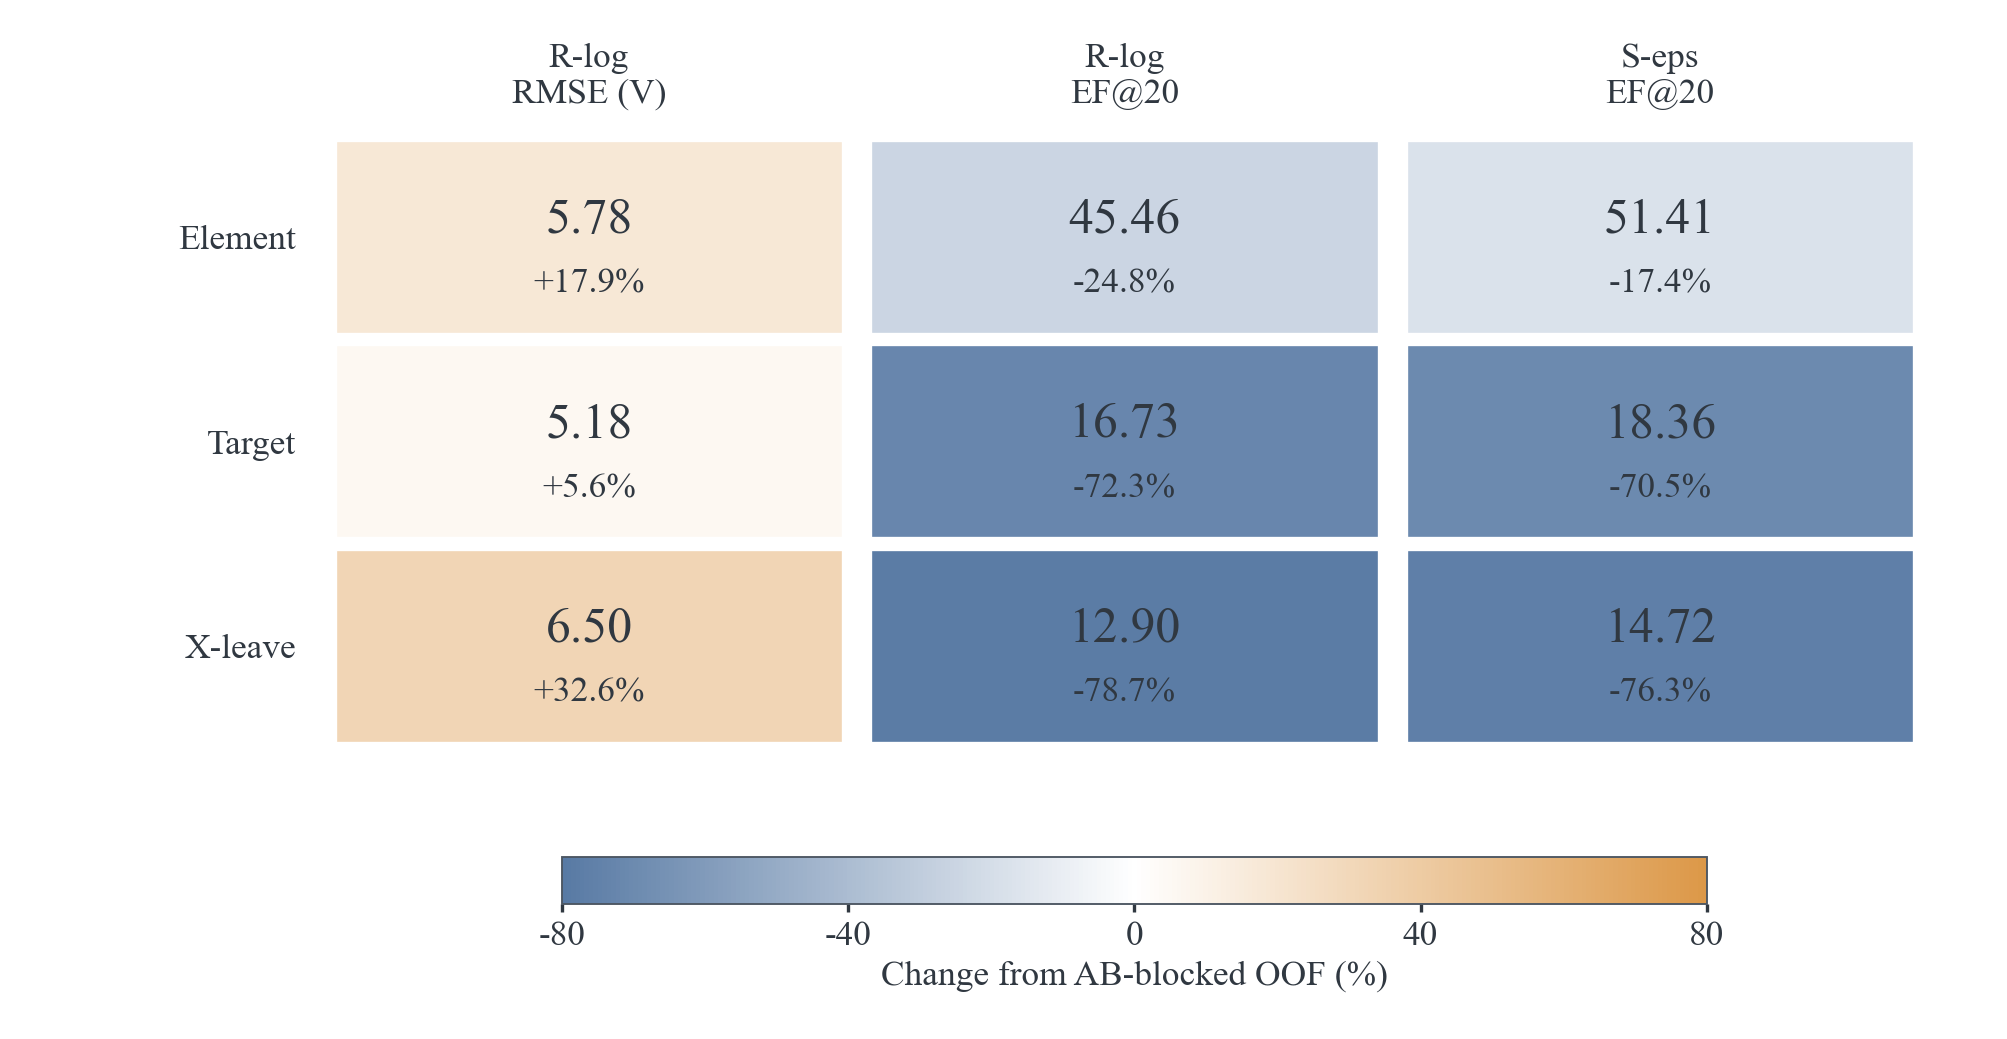 R-log
RMSE (V)
R-log
EF@20
S-eps
EF@20
Element
5.78
+17.9%
45.46
-24.8%
51.41
-17.4%
Target
5.18
+5.6%
16.73
-72.3%
18.36
-70.5%
X-leave
6.50
+32.6%
12.90
-78.7%
14.72
-76.3%
-80
-40
0
40
80
Change from AB-blocked OOF (%)